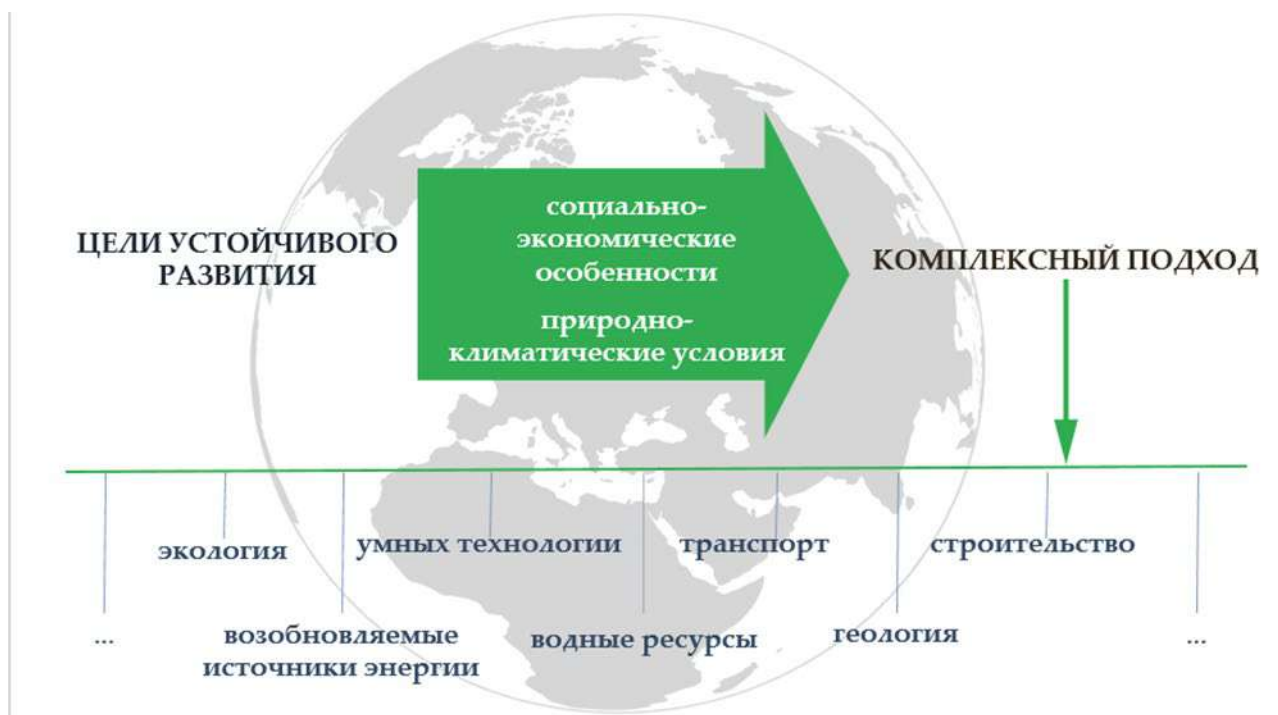 ЦЕЛИ УСТОЙЧИВОГО
РАЗВИТИЯ
социально-
экономические
особенности
природно-
климатические условия
КОМПЛЕКСНЫЙ ПОДХОД
экология
умных технологии
транспорт
строительство
...
возобновляемые
источники энергии
водные ресурсы
геология
...